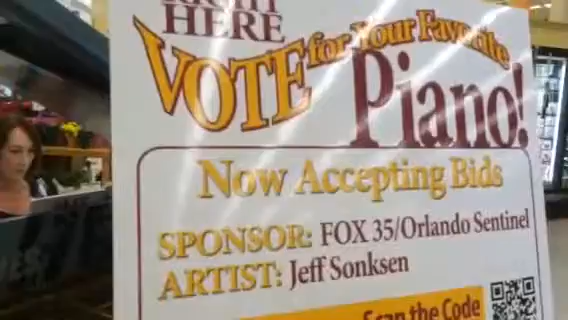 RIGHT
HERE
VOTE for Your Favorite
Piano!
Now Accepting Bids
SPONSOR: FOX 35/Orlando Sentinel
ARTIST: Jeff Sonksen
Scan the Code